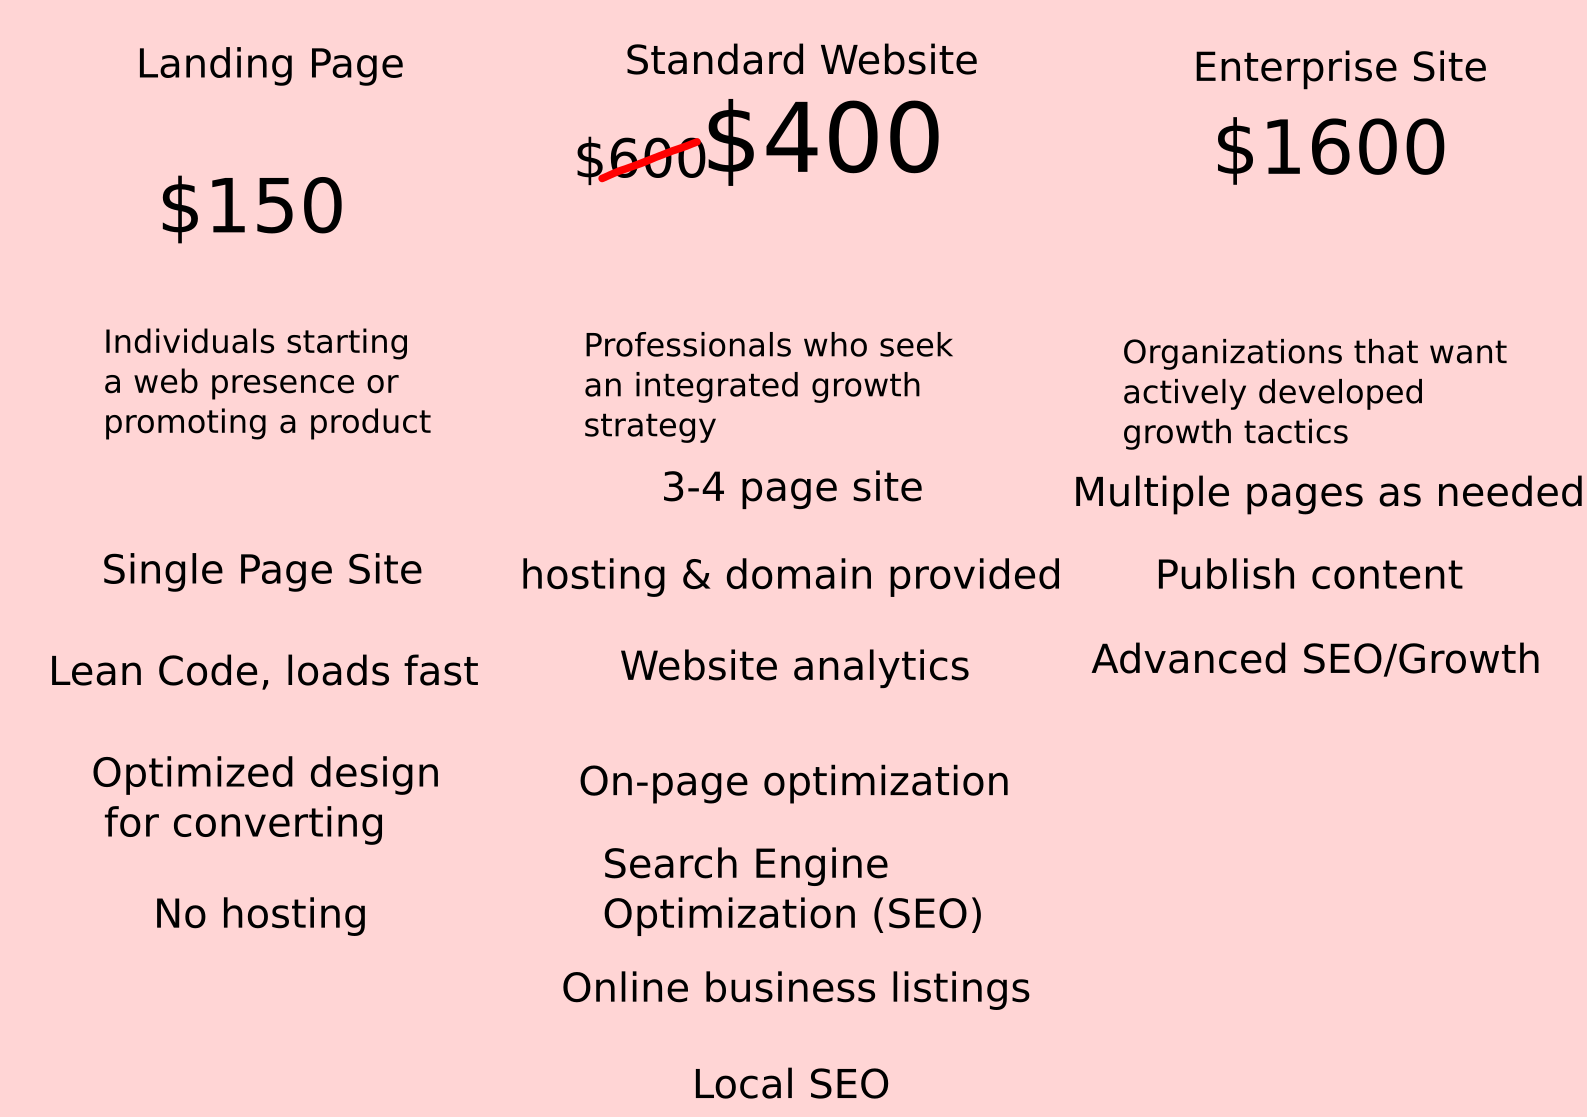 Landing Page
$150
Individuals starting
a web presence or
promoting a product
Single Page Site
Lean Code, loads fast
Optimized design
for converting
No hosting
Standard Website
$600 $400
Professionals who seek
an integrated growth
strategy
3-4 page site
hosting & domain provided
Website analytics
On-page optimization
Search Engine
Optimization (SEO)
Online business listings
Local SEO
Enterprise Site
$1600
Organizations that want
actively developed
growth tactics
Multiple pages as needed
Publish content
Advanced SEO/Growth